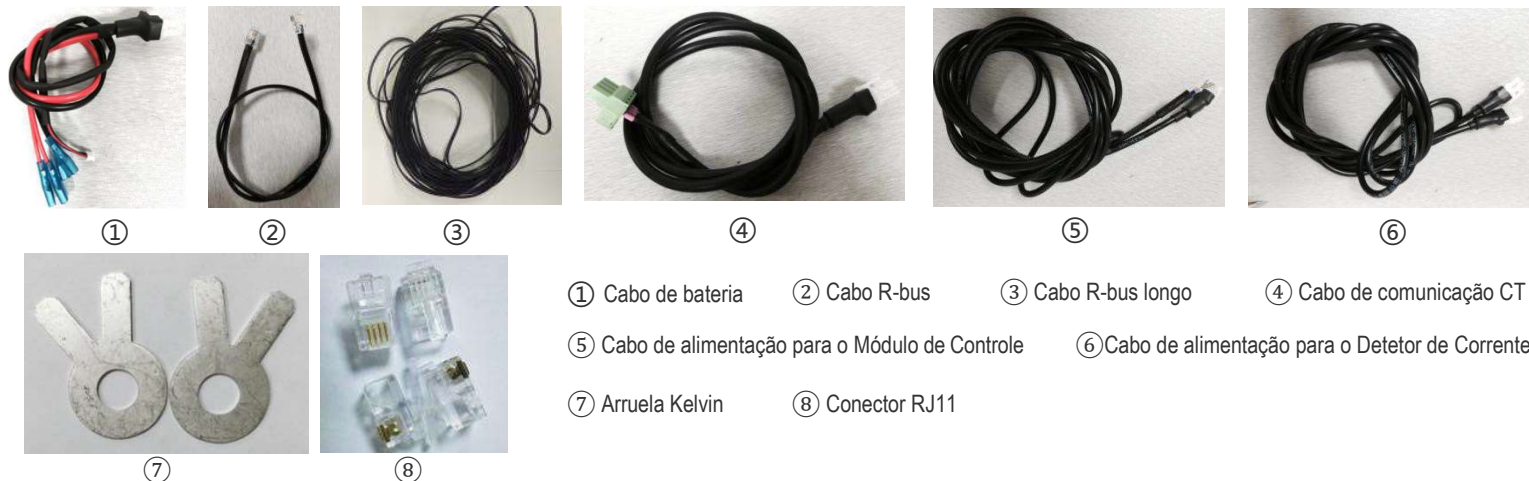 ① ② ③ ④ ⑤ ⑥
① Cabo de bateria ② Cabo R-bus ③ Cabo R-bus longo ④ Cabo de comunicação CT
⑤ Cabo de alimentação para o Módulo de Controle ⑥Cabo de alimentação para o Detetor de Corrente
⑦ Arruela Kelvin ⑧ Conector RJ11
⑦ ⑧